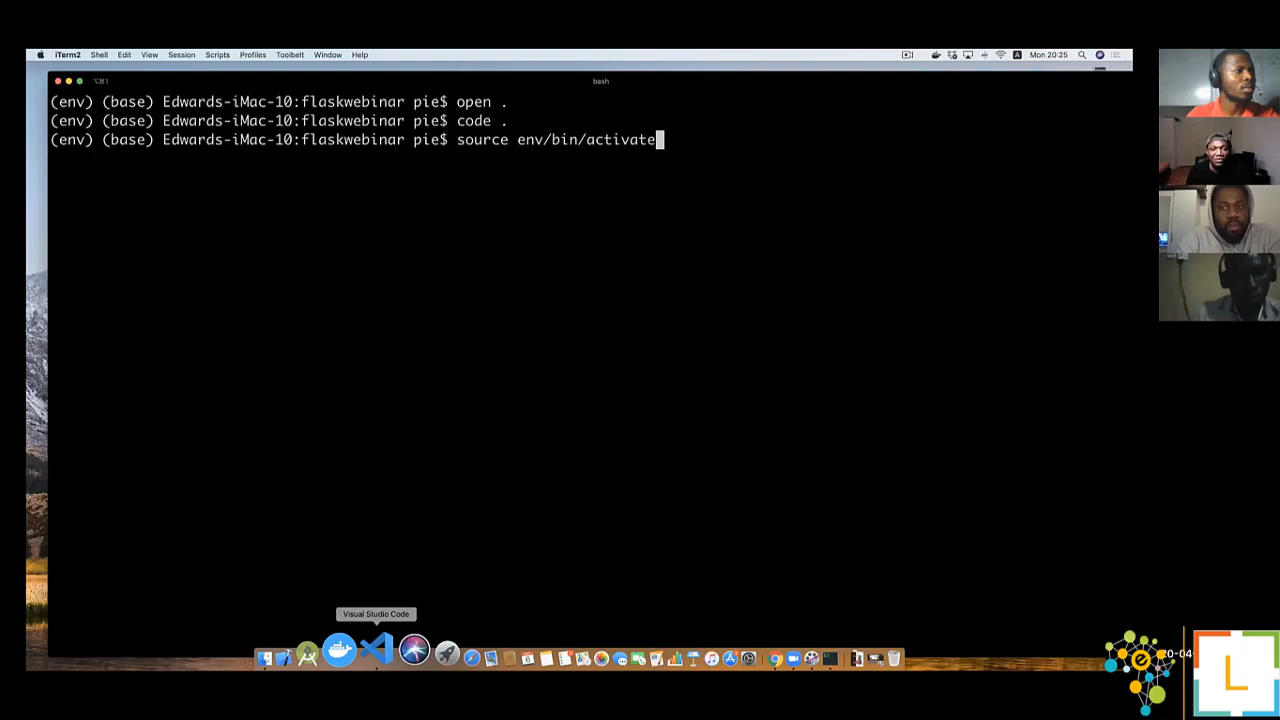 iTerm2 Shell Edit View Session Scripts Profiles Toolbelt Window Help
A Mon 20:25
⌥⌘1 bash
(env) (base) Edwards-iMac-10:flaskwebinar pie$ open .
(env) (base) Edwards-iMac-10:flaskwebinar pie$ code .
(env) (base) Edwards-iMac-10:flaskwebinar pie$ source env/bin/activate
Visual Studio Code
L